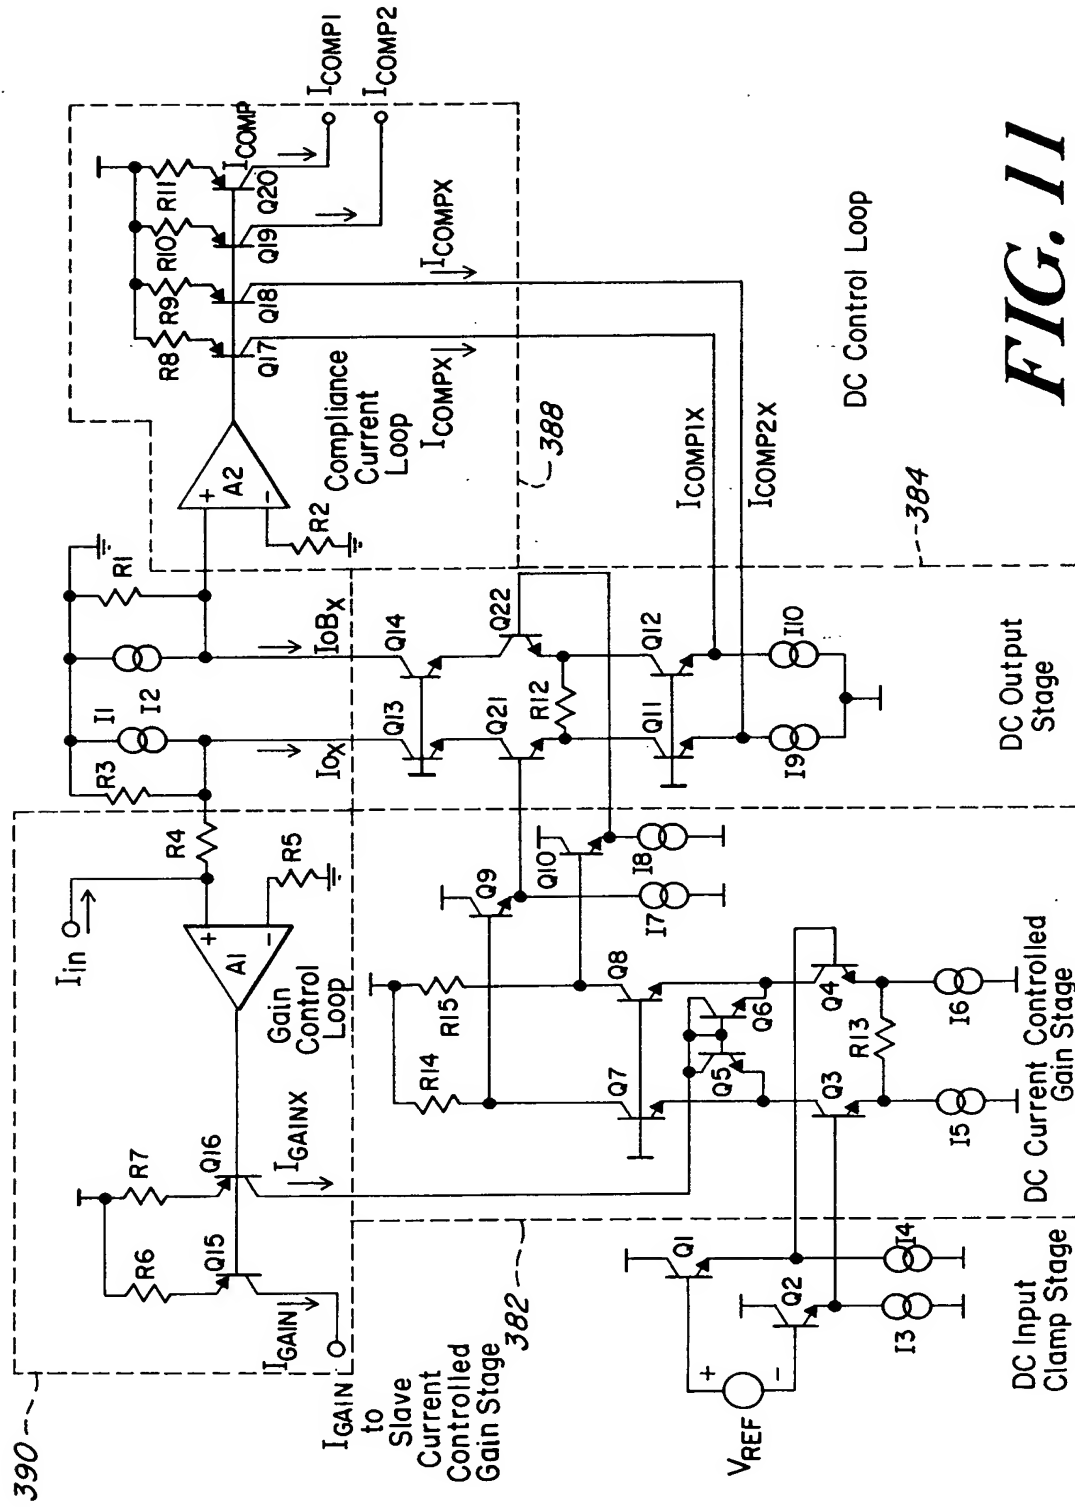 390
IGAIN
to
Slave
Current
Controlled
Gain Stage
382
R6
R7
Q15
Q16
IGAIN
IGAINX
Iin
A1
+
-
R4
R5
Gain
Control
Loop
R3
I1
I2
R1
IOX
IOBX
A2
+
-
R2
Compliance
Current
Loop
388
R8
R9
R10
R11
Q17
Q18
Q19
Q20
ICOMP
ICOMP1
ICOMP2
ICOMPX
ICOMPX
VREF
+
-
Q1
Q2
I3
I4
DC Input
Clamp Stage
R14
R15
Q7
Q8
Q5
Q6
Q3
Q4
R13
I5
I6
Q9
Q10
I7
I8
DC Current Controlled
Gain Stage
Q13
Q14
Q21
Q22
R12
Q11
Q12
I9
I10
DC Output
Stage
ICOMP1X
ICOMP2X
384
DC Control Loop
FIG. 11